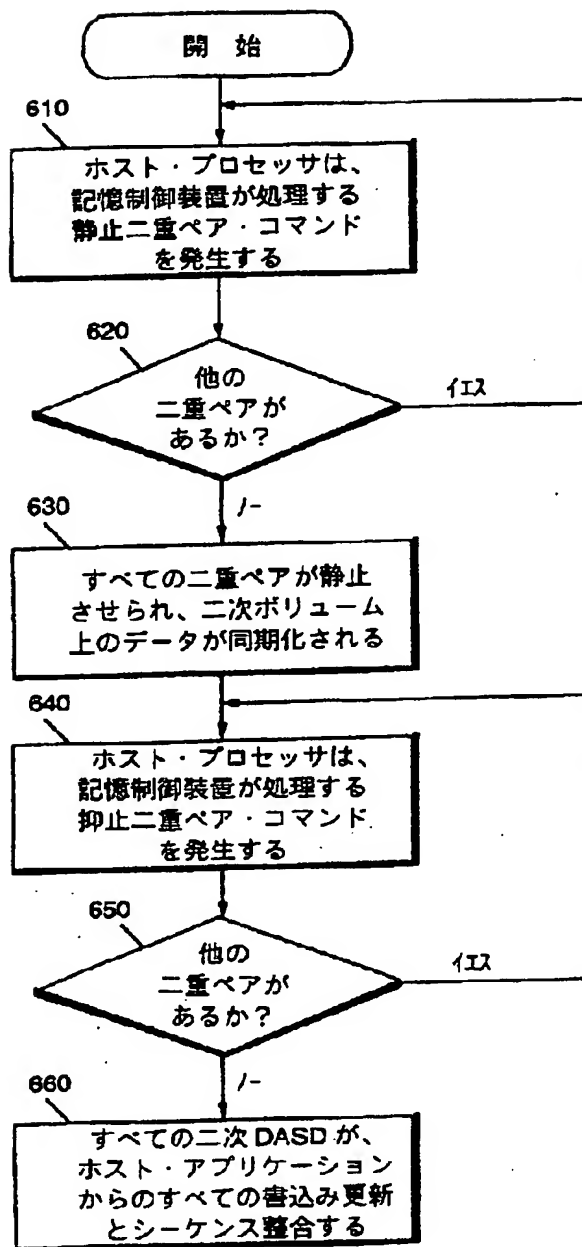 開 始
610
ホスト・プロセッサは、
記憶制御装置が処理する
静止二重ペア・コマンド
を発生する
620
他の
二重ペアが
あるか?
イエス
ノー
630
すべての二重ペアが静止
させられ、二次ボリューム
上のデータが同期化される
640
ホスト・プロセッサは、
記憶制御装置が処理する
抑止二重ペア・コマンド
を発生する
650
他の
二重ペアが
あるか?
イエス
ノー
660
すべての二次 DASD が、
ホスト・アプリケーション
からのすべての書込み更新
とシーケンス整合する